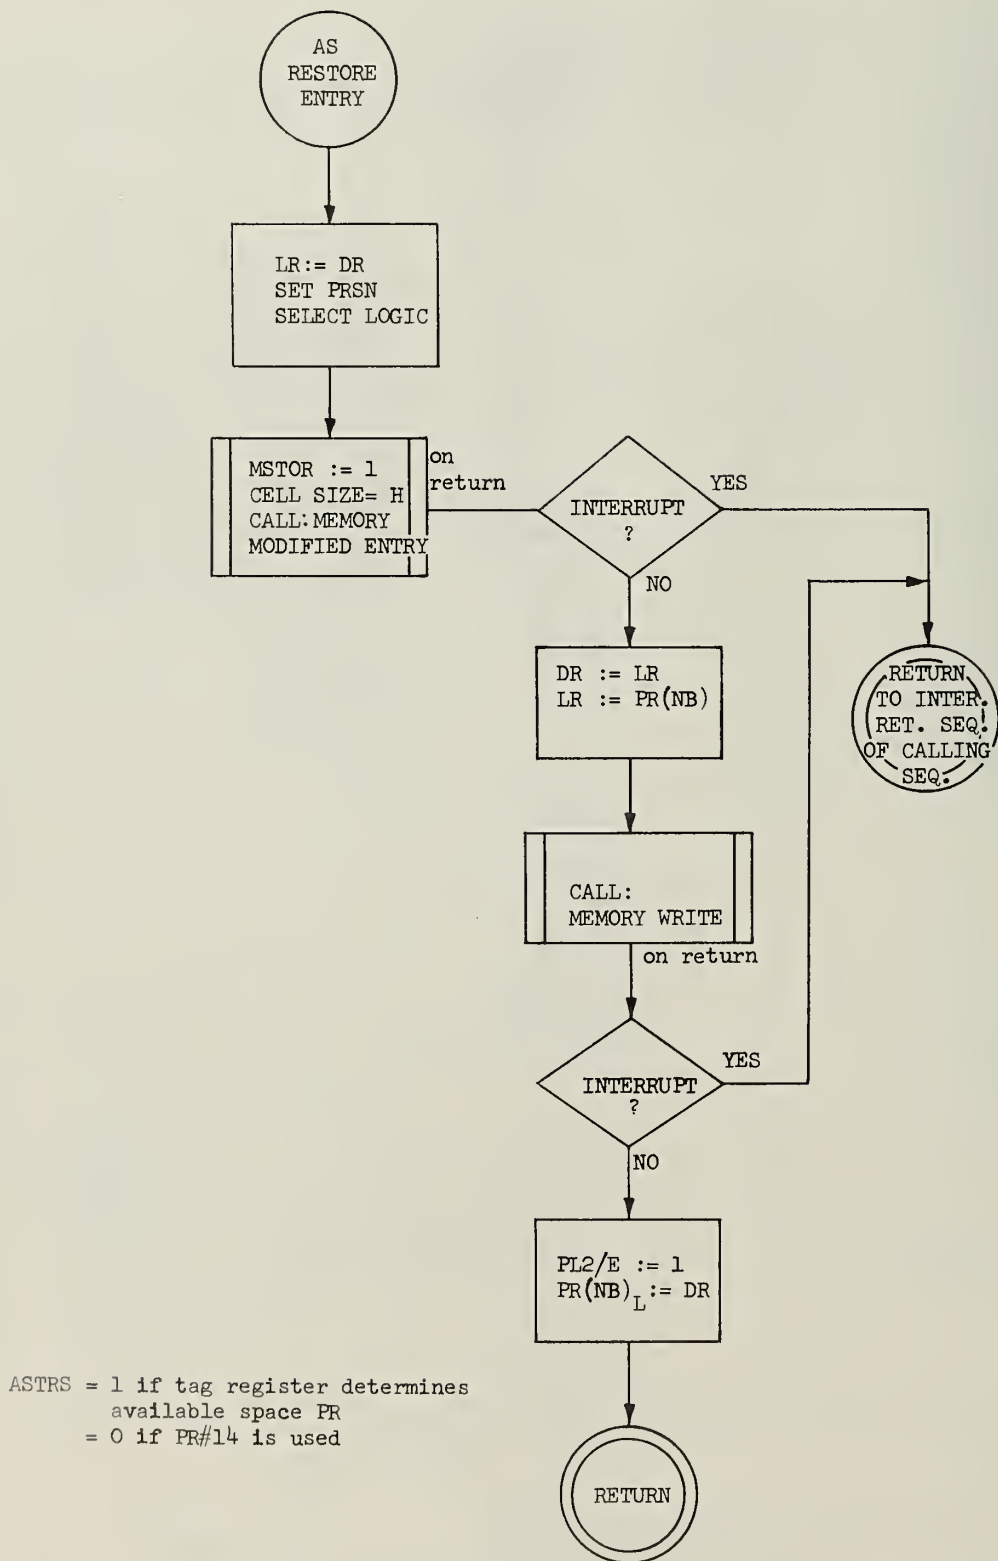 AS
RESTORE
ENTRY
LR:= DR
SET PRSN
SELECT LOGIC
MSTOR := 1
CELL SIZE= H
CALL:MEMORY
MODIFIED ENTRY
on
return
INTERRUPT
?
YES
NO
DR := LR
LR := PR(NB)
RETURN
TO INTER.
RET. SEQ.
OF CALLING
SEQ.
CALL:
MEMORY WRITE
on return
INTERRUPT
?
YES
NO
PL2/E := 1
PR(NB)L := DR
ASTRS = 1 if tag register determines
available space PR
= 0 if PR#14 is used
RETURN